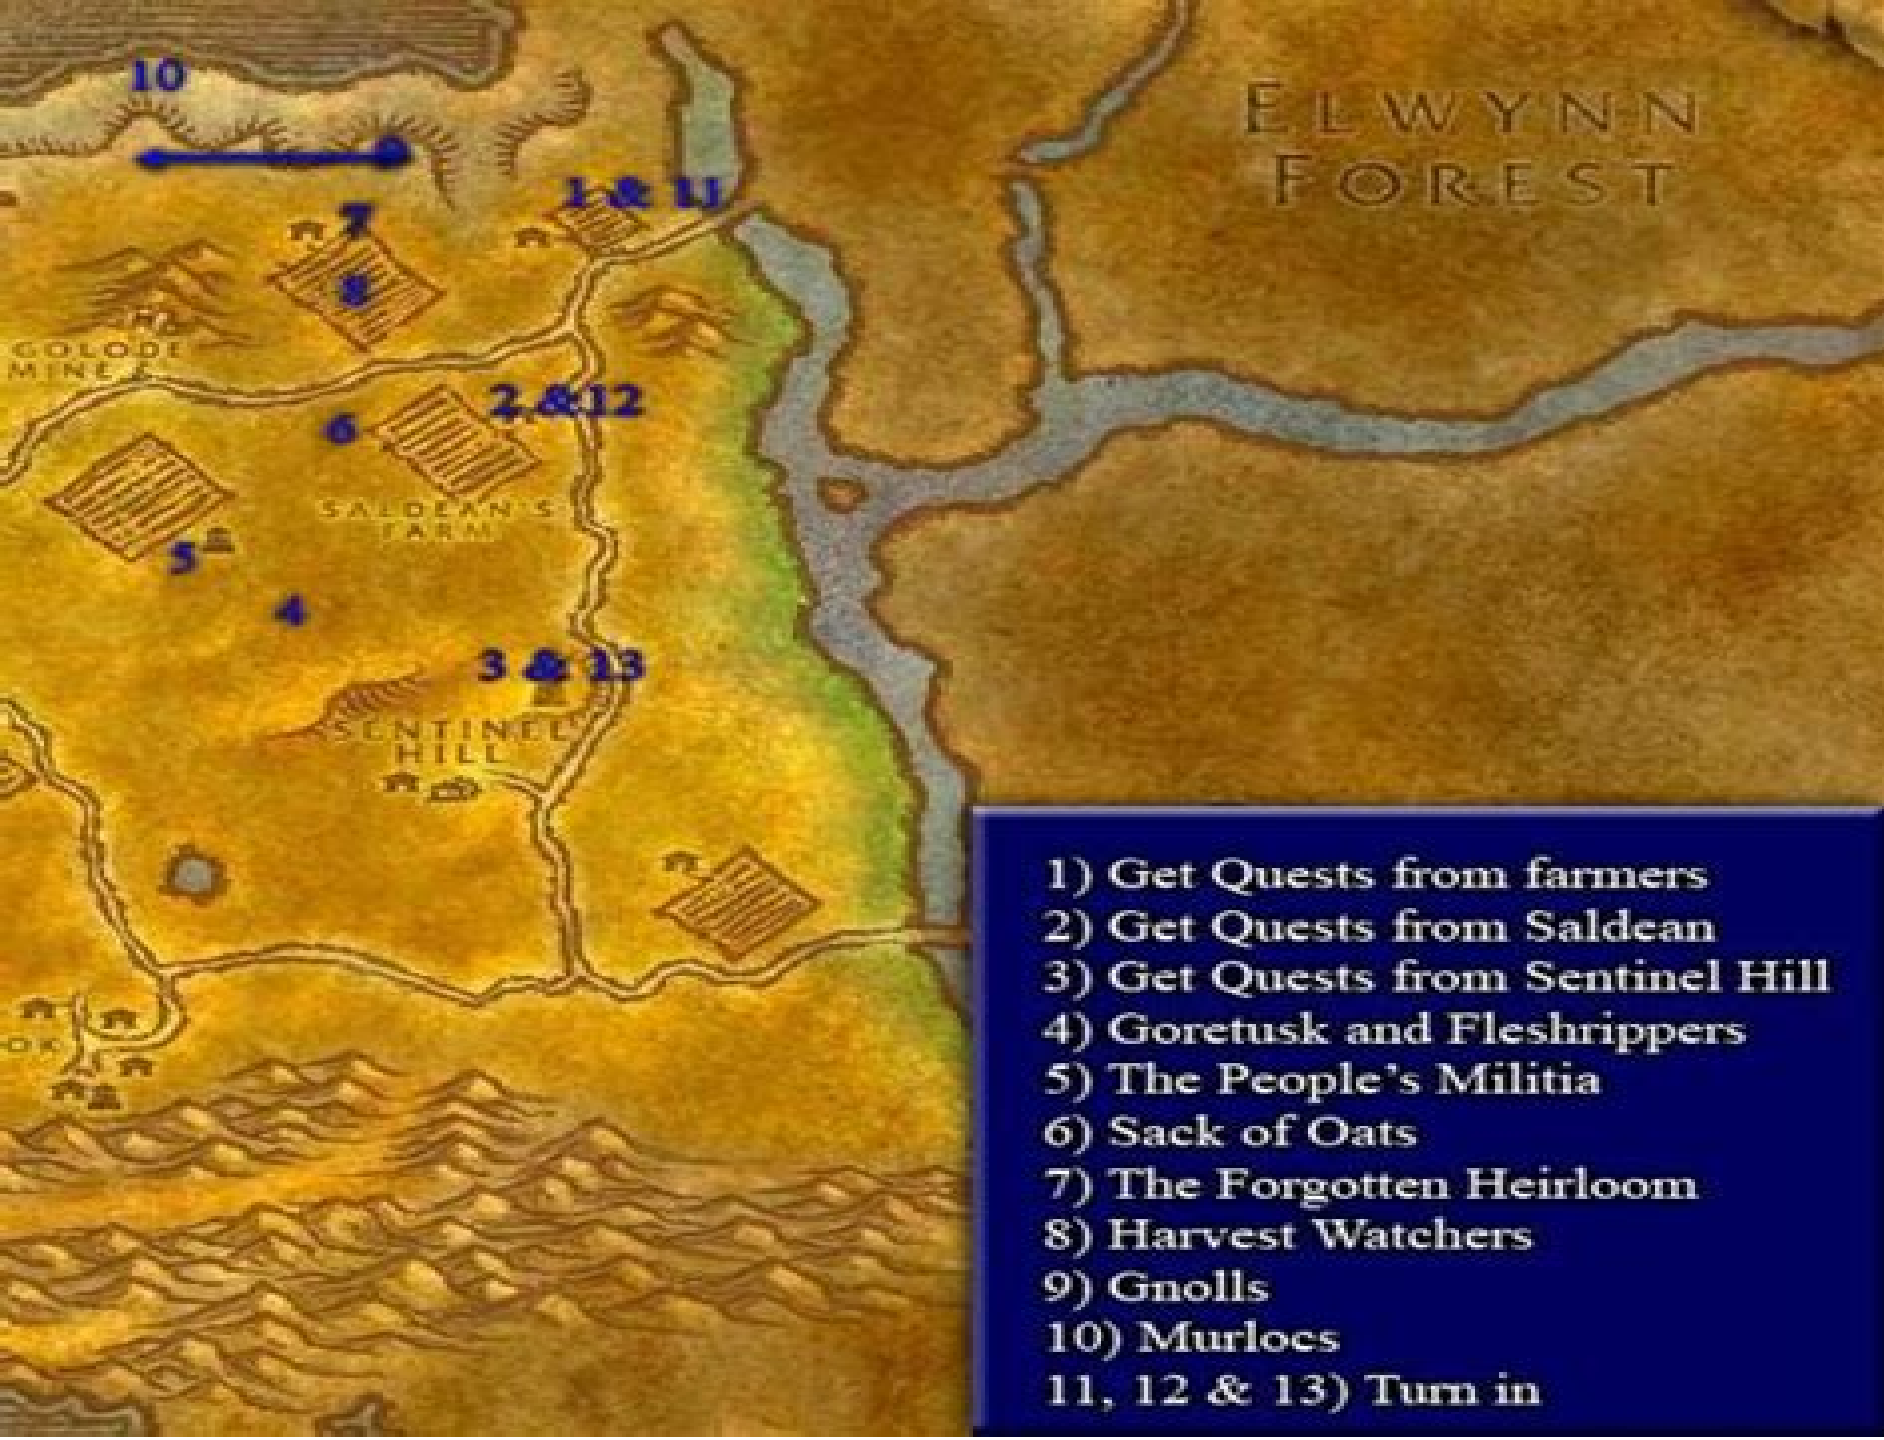 10
ELWYNN
FOREST
1 & 11
7
8
GOLODE
MINE
2 & 12
6
SALDEAN'S
FARM
5
4
3 & 13
SENTINEL
HILL
OK
1) Get Quests from farmers
2) Get Quests from Saldean
3) Get Quests from Sentinel Hill
4) Goretusk and Fleshrippers
5) The People's Militia
6) Sack of Oats
7) The Forgotten Heirloom
8) Harvest Watchers
9) Gnolls
10) Murlocs
11, 12 & 13) Turn in